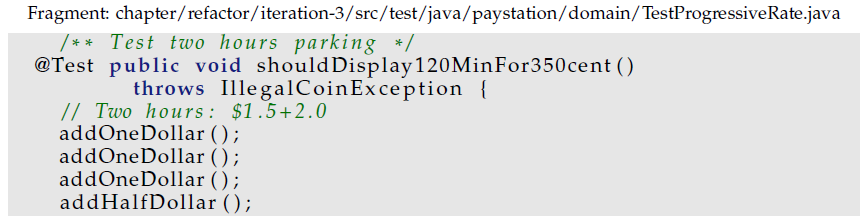 Fragment: chapter/refactor/iteration-3/src/test/java/paystation/domain/TestProgressiveRate.java
/** Test two hours parking */
@Test public void shouldDisplay120MinFor350cent()
throws IllegalCoinException {
// Two hours: $1.5+2.0
addOneDollar();
addOneDollar();
addOneDollar();
addHalfDollar();